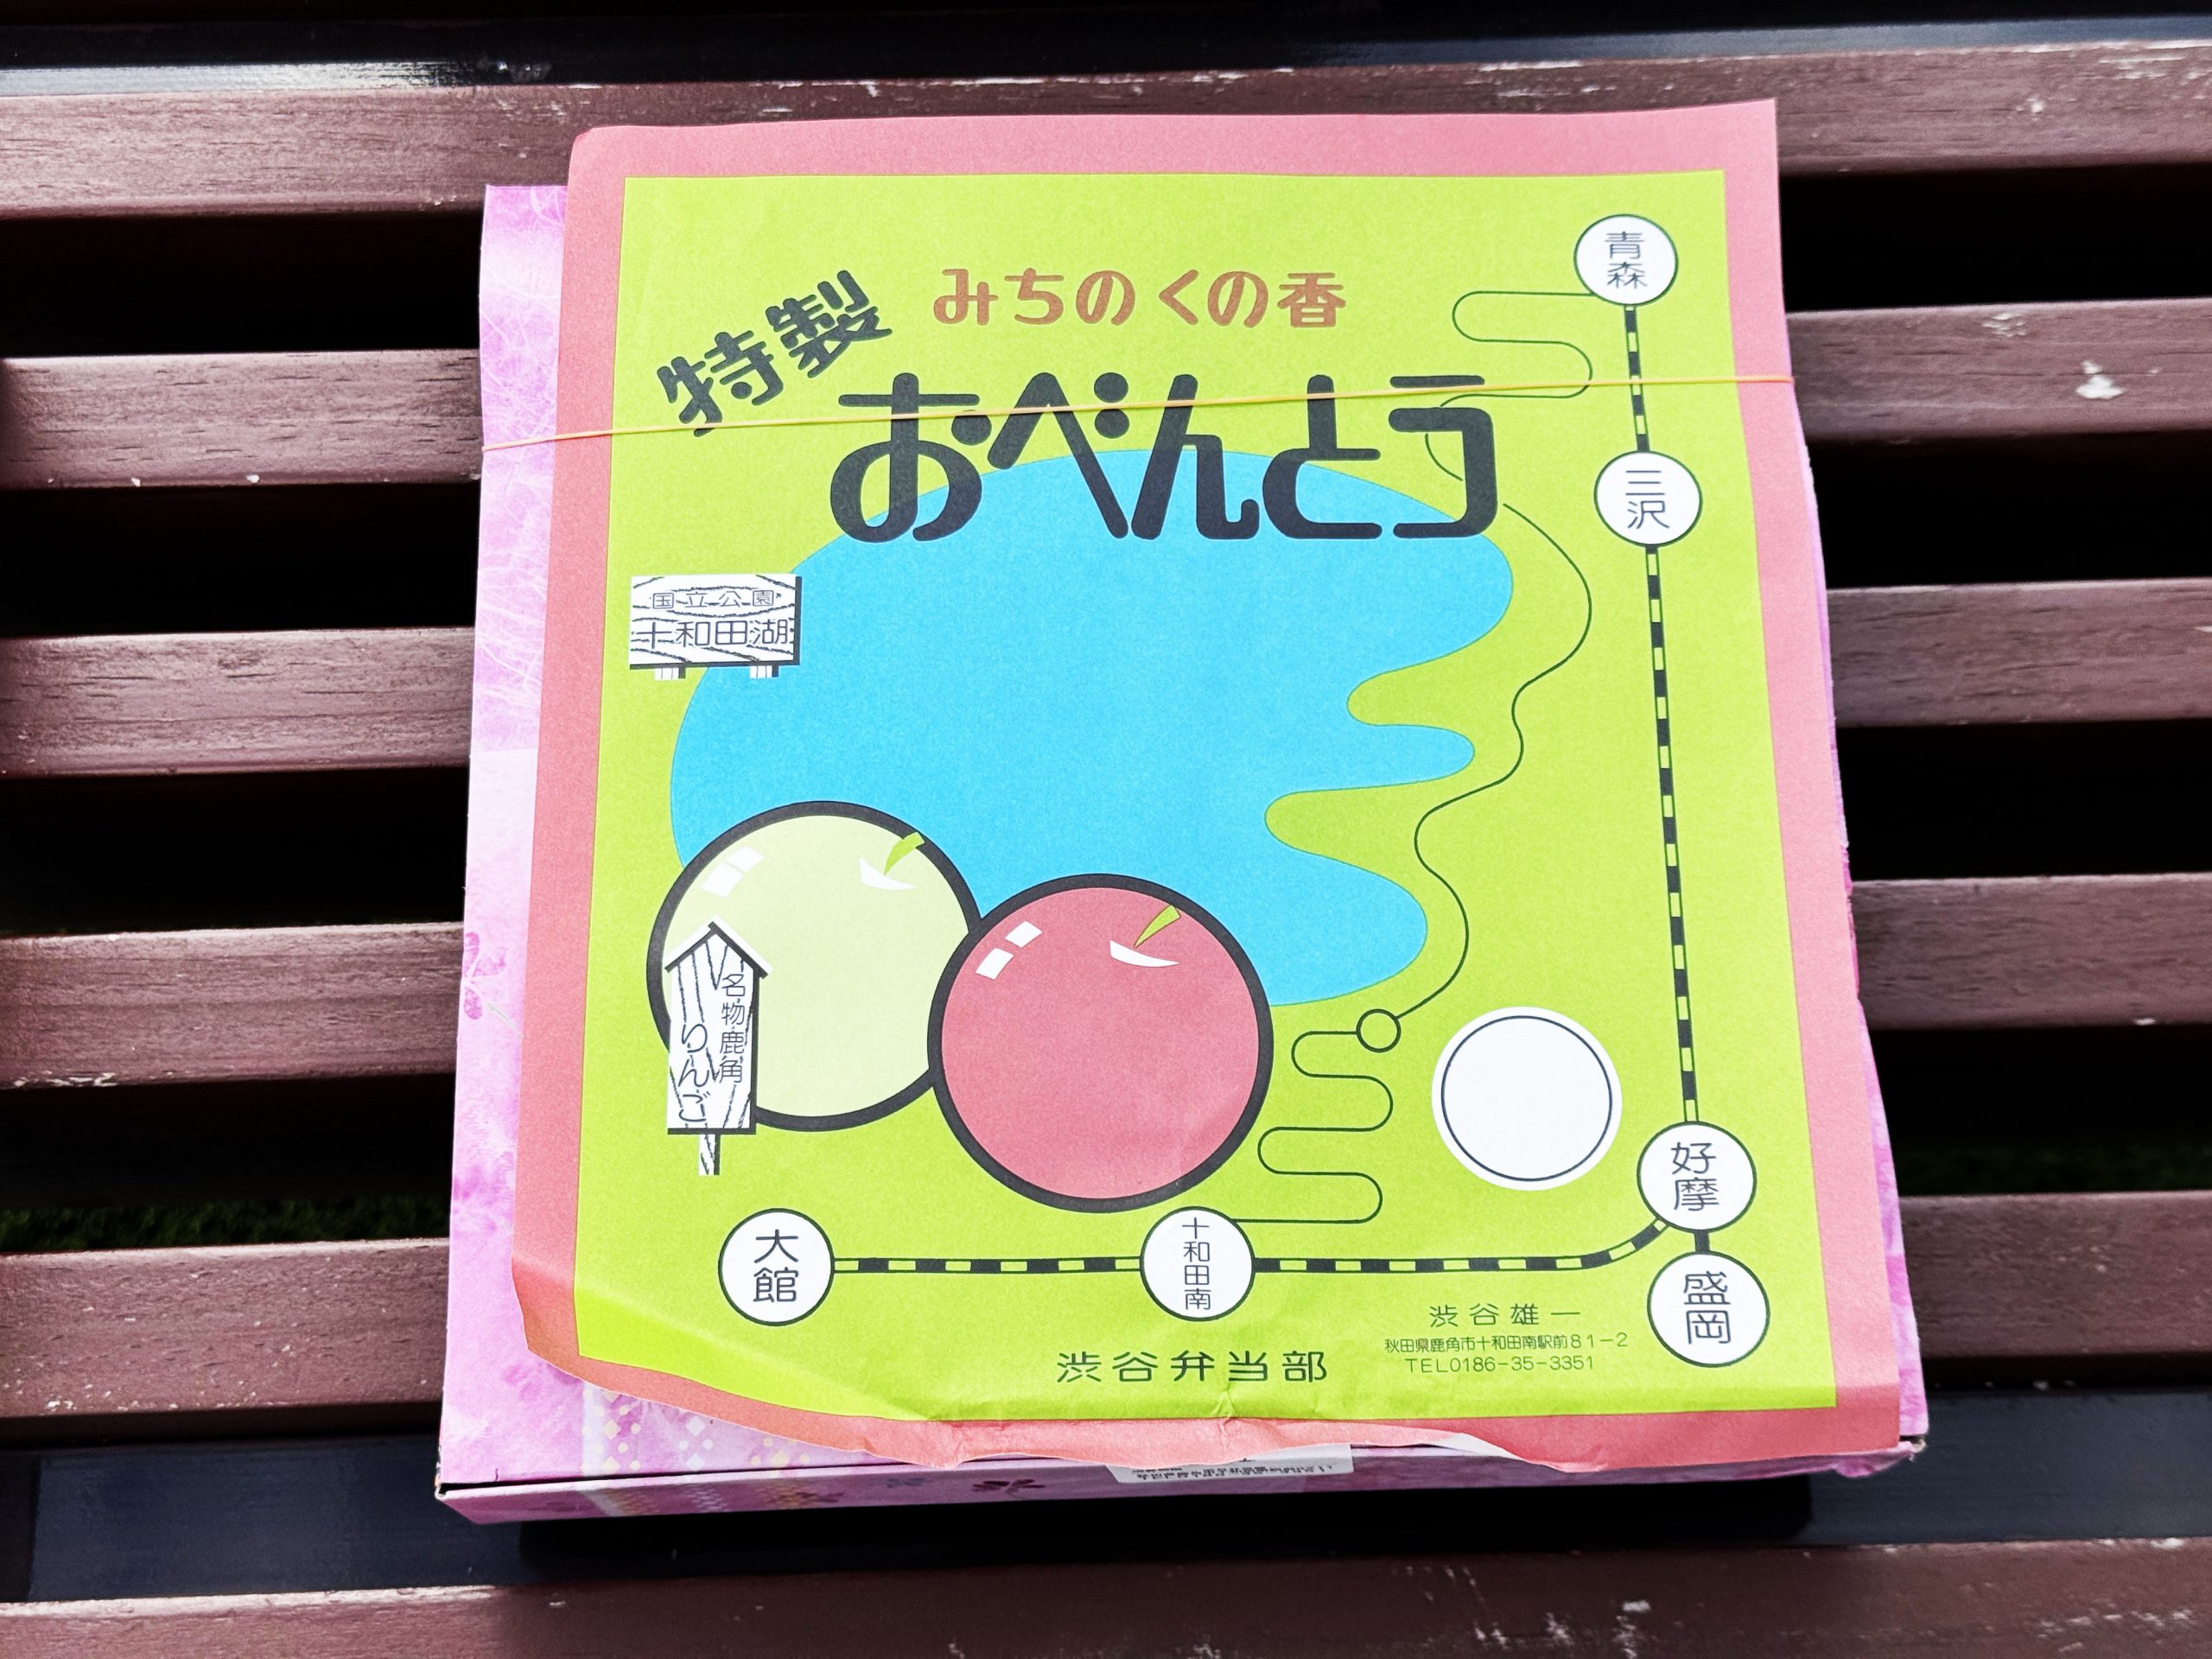 みちのくの香
特製
おべんとう
青森
三沢
国立公園
十和田湖
名物鹿角
りんご
好摩
大館
十和田南
盛岡
渋谷雄一
秋田県鹿角市十和田南駅前81-2
TEL0186-35-3351
渋谷弁当部